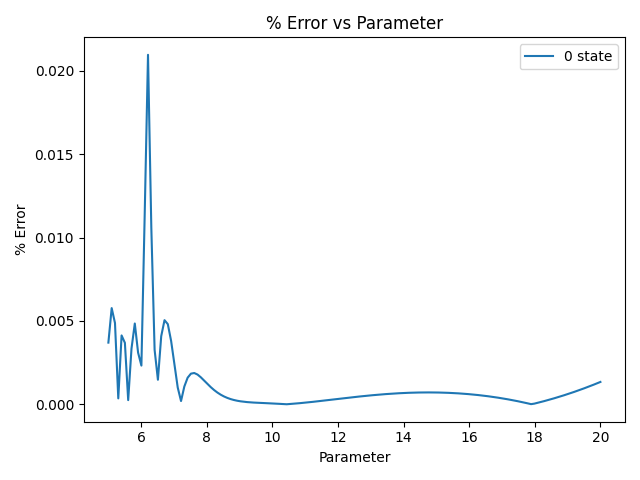 % Error vs Parameter
0 state
% Error
0.020
0.015
0.010
0.005
0.000
6 8 10 12 14 16 18 20
Parameter